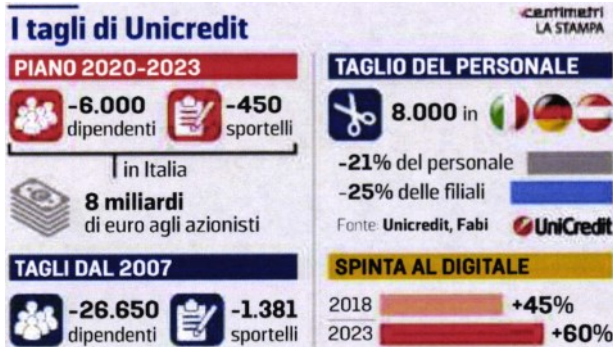 I tagli di Unicredit
centimetri
LA STAMPA
PIANO 2020-2023
-6.000
dipendenti
-450
sportelli
in Italia
8 miliardi
di euro agli azionisti
TAGLI DAL 2007
-26.650
dipendenti
-1.381
sportelli
TAGLIO DEL PERSONALE
8.000 in
-21% del personale
-25% delle filiali
Fonte: Unicredit, Fabi
UniCredit
SPINTA AL DIGITALE
2018 +45%
2023 +60%